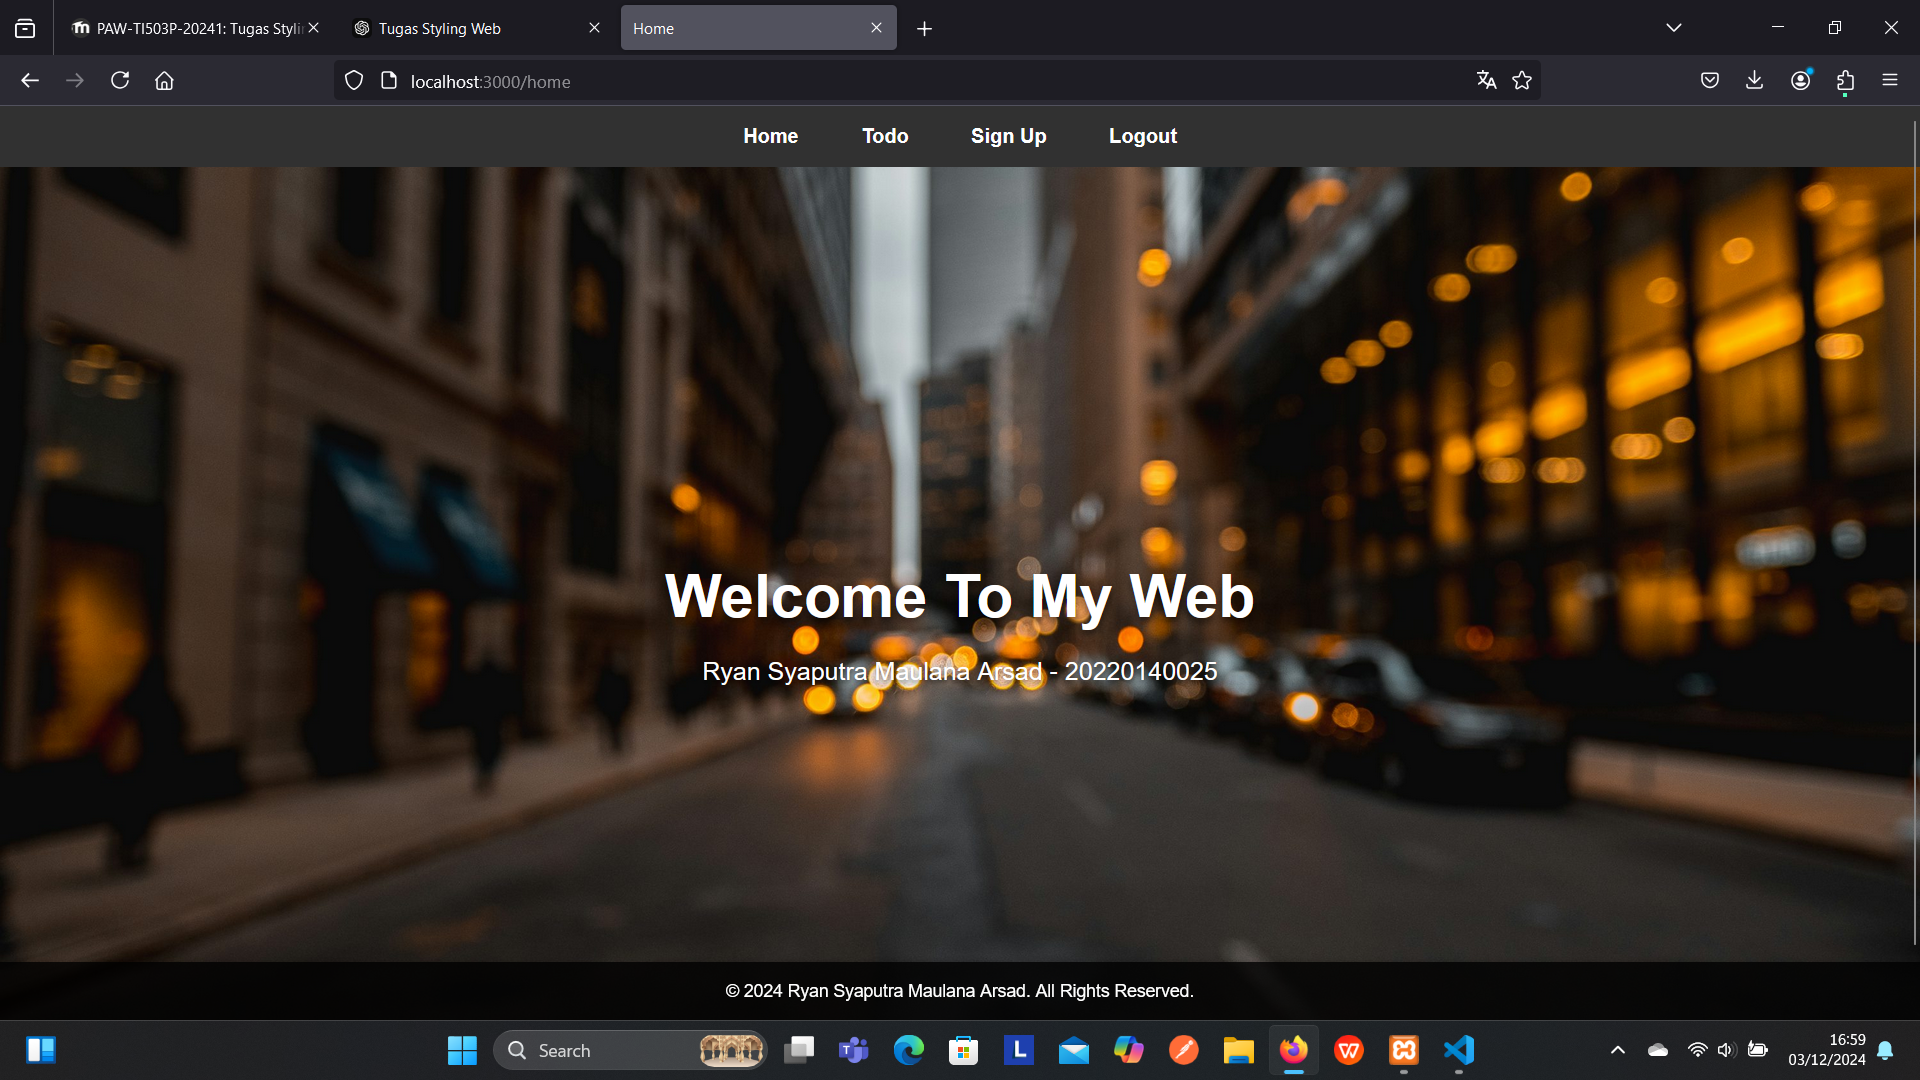 PAW-TI503P-20241: Tugas Styli
Tugas Styling Web
Home
localhost:3000/home
Home
Todo
Sign Up
Logout
Welcome To My Web
Ryan Syaputra Maulana Arsad - 20220140025
© 2024 Ryan Syaputra Maulana Arsad. All Rights Reserved.
Search
16:59
03/12/2024